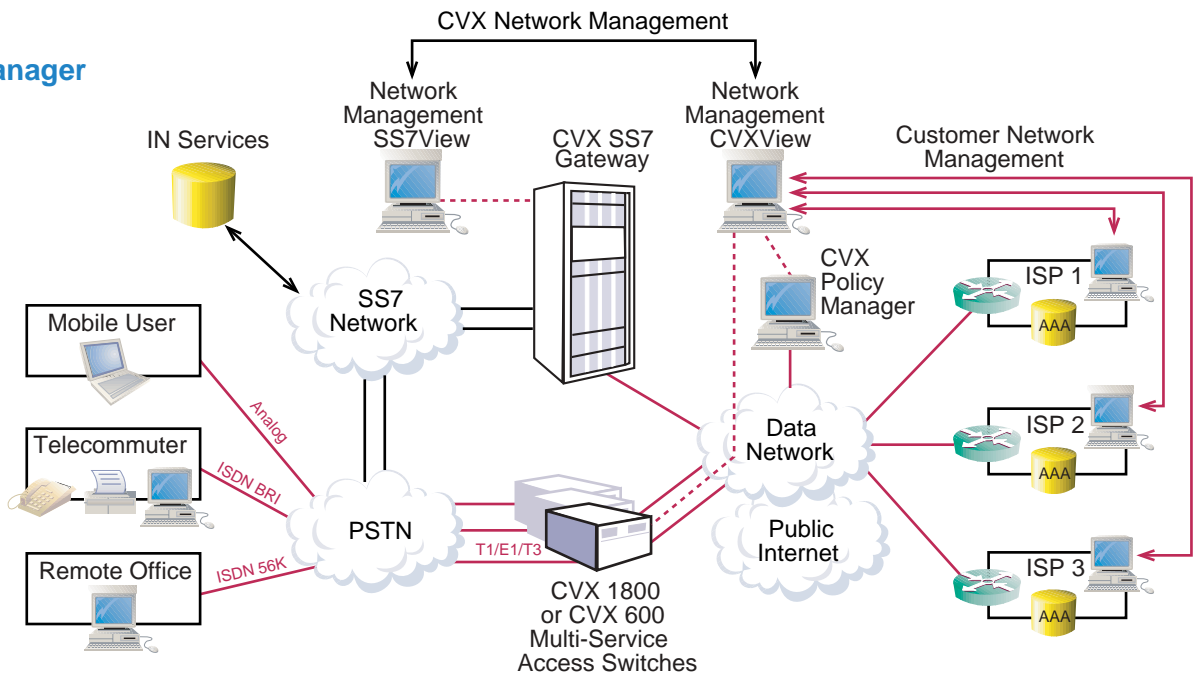 CVX Network Management
anager
Network
Management
SS7View
Network
Management
CVXView
IN Services
CVX SS7
Gateway
Customer Network
Management
CVX
Policy
Manager
ISP 1
AAA
SS7
Network
Mobile User
Analog
Telecommuter
ISDN BRI
Data
Network
ISP 2
AAA
PSTN
T1/E1/T3
Public
Internet
Remote Office
ISDN 56K
ISP 3
AAA
CVX 1800
or CVX 600
Multi-Service
Access Switches